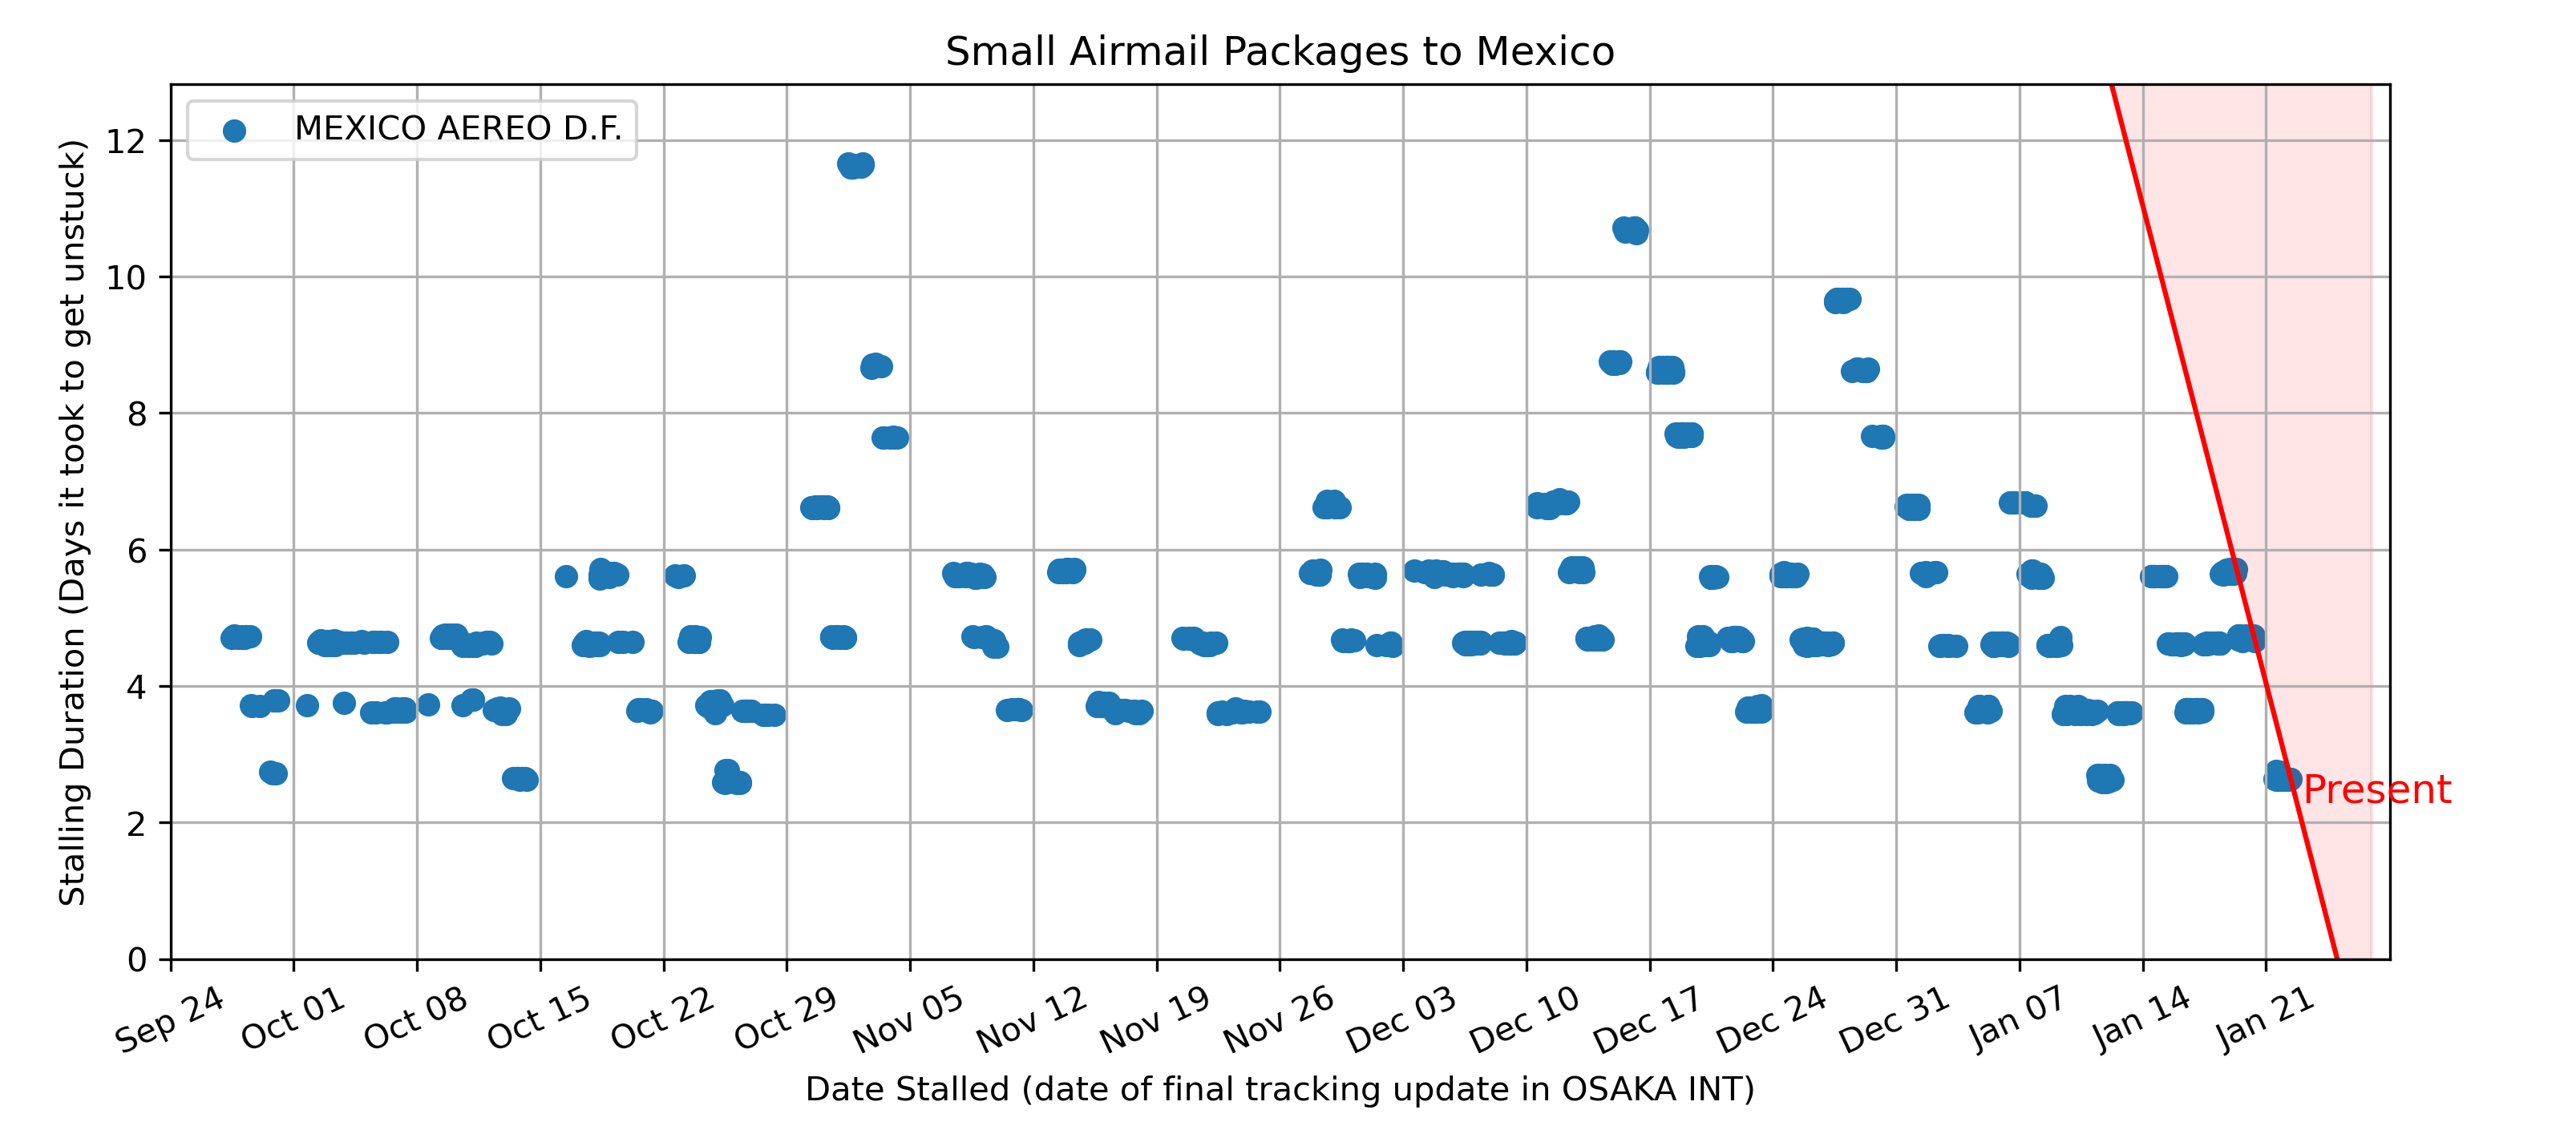 Small Airmail Packages to Mexico
MEXICO AEREO D.F.
Stalling Duration (Days it took to get unstuck)
12
10
8
6
4
2
0
Present
Sep 24
Oct 01
Oct 08
Oct 15
Oct 22
Oct 29
Nov 05
Nov 12
Nov 19
Nov 26
Dec 03
Dec 10
Dec 17
Dec 24
Dec 31
Jan 07
Jan 14
Jan 21
Date Stalled (date of final tracking update in OSAKA INT)